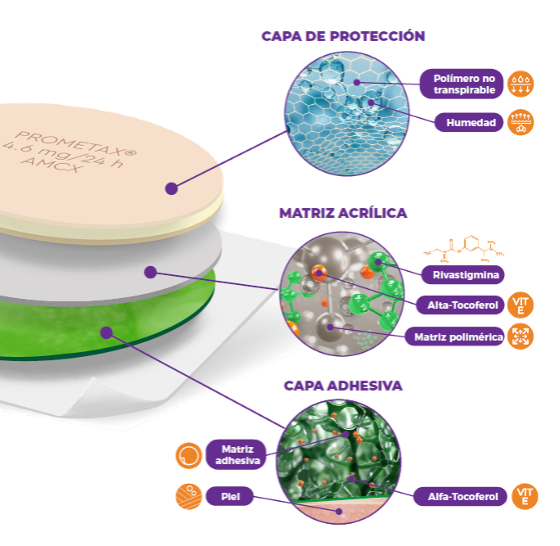 CAPA DE PROTECCIÓN
Polímero no
transpirable
Humedad
PROMETAX®
4.6 mg/24 h
AMCX
MATRIZ ACRÍLICA
Rivastigmina
Alta-Tocoferol
VIT
E
Matriz polimérica
CAPA ADHESIVA
Matriz
adhesiva
Piel
Alfa-Tocoferol
VIT
E